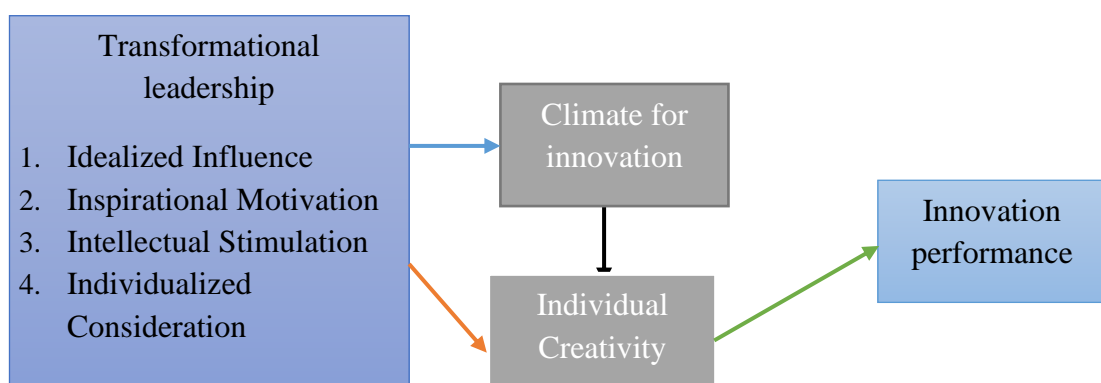 Transformational
leadership
1. Idealized Influence
2. Inspirational Motivation
3. Intellectual Stimulation
4. Individualized
Consideration
Climate for
innovation
Individual
Creativity
Innovation
performance